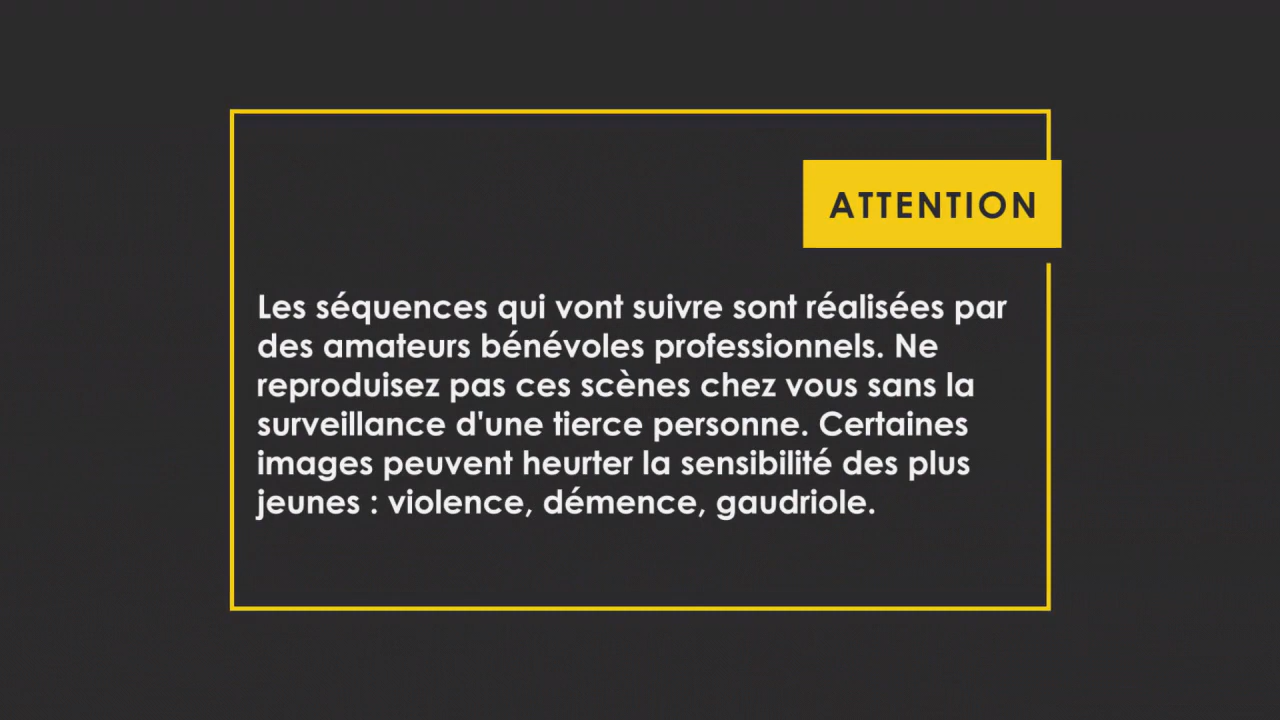 ATTENTION
Les séquences qui vont suivre sont réalisées par
des amateurs bénévoles professionnels. Ne
reproduisez pas ces scènes chez vous sans la
surveillance d'une tierce personne. Certaines
images peuvent heurter la sensibilité des plus
jeunes : violence, démence, gaudriole.